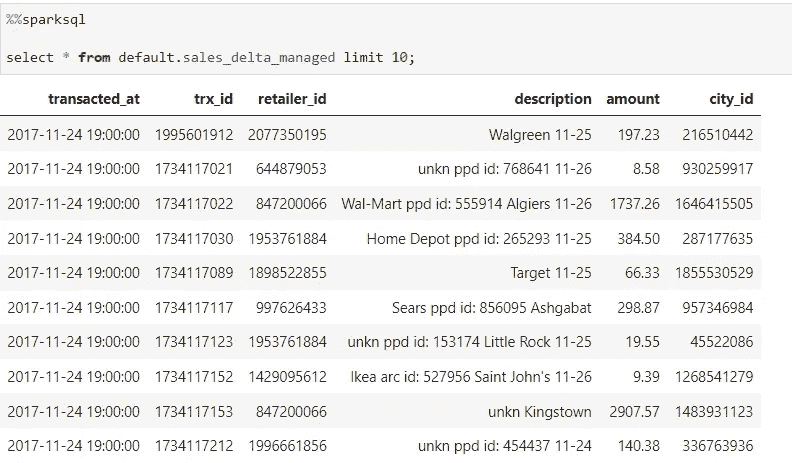 %%sparksql
select * from default.sales_delta_managed limit 10;
transacted_at trx_id retailer_id description amount city_id
2017-11-24 19:00:00 1995601912 2077350195 Walgreen 11-25 197.23 216510442
2017-11-24 19:00:00 1734117021 644879053 unkn ppd id: 768641 11-26 8.58 930259917
2017-11-24 19:00:00 1734117022 847200066 Wal-Mart ppd id: 555914 Algiers 11-26 1737.26 1646415505
2017-11-24 19:00:00 1734117030 1953761884 Home Depot ppd id: 265293 11-25 384.50 287177635
2017-11-24 19:00:00 1734117089 1898522855 Target 11-25 66.33 1855530529
2017-11-24 19:00:00 1734117117 997626433 Sears ppd id: 856095 Ashgabat 298.87 957346984
2017-11-24 19:00:00 1734117123 1953761884 unkn ppd id: 153174 Little Rock 11-25 19.55 45522086
2017-11-24 19:00:00 1734117152 1429095612 Ikea arc id: 527956 Saint John's 11-26 9.39 1268541279
2017-11-24 19:00:00 1734117153 847200066 unkn Kingstown 2907.57 1483931123
2017-11-24 19:00:00 1734117212 1996661856 unkn ppd id: 454437 11-24 140.38 336763936